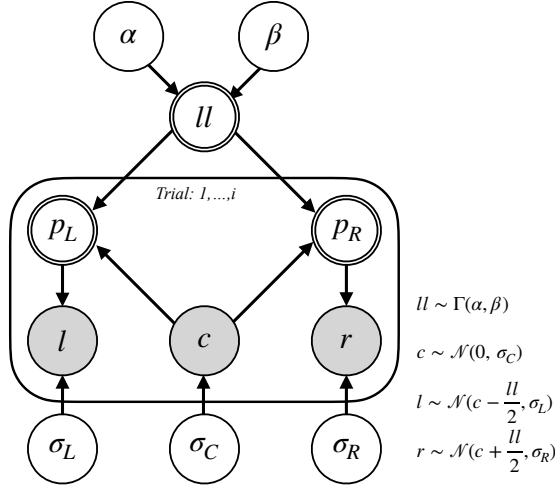 α β
ll
Trial: 1,...,i
p_L p_R
l c r
σ_L σ_C σ_R
ll ∼ Γ(α, β)
c ∼ 𝒩(0, σ_C)
l ∼ 𝒩(c − ll/2, σ_L)
r ∼ 𝒩(c + ll/2, σ_R)